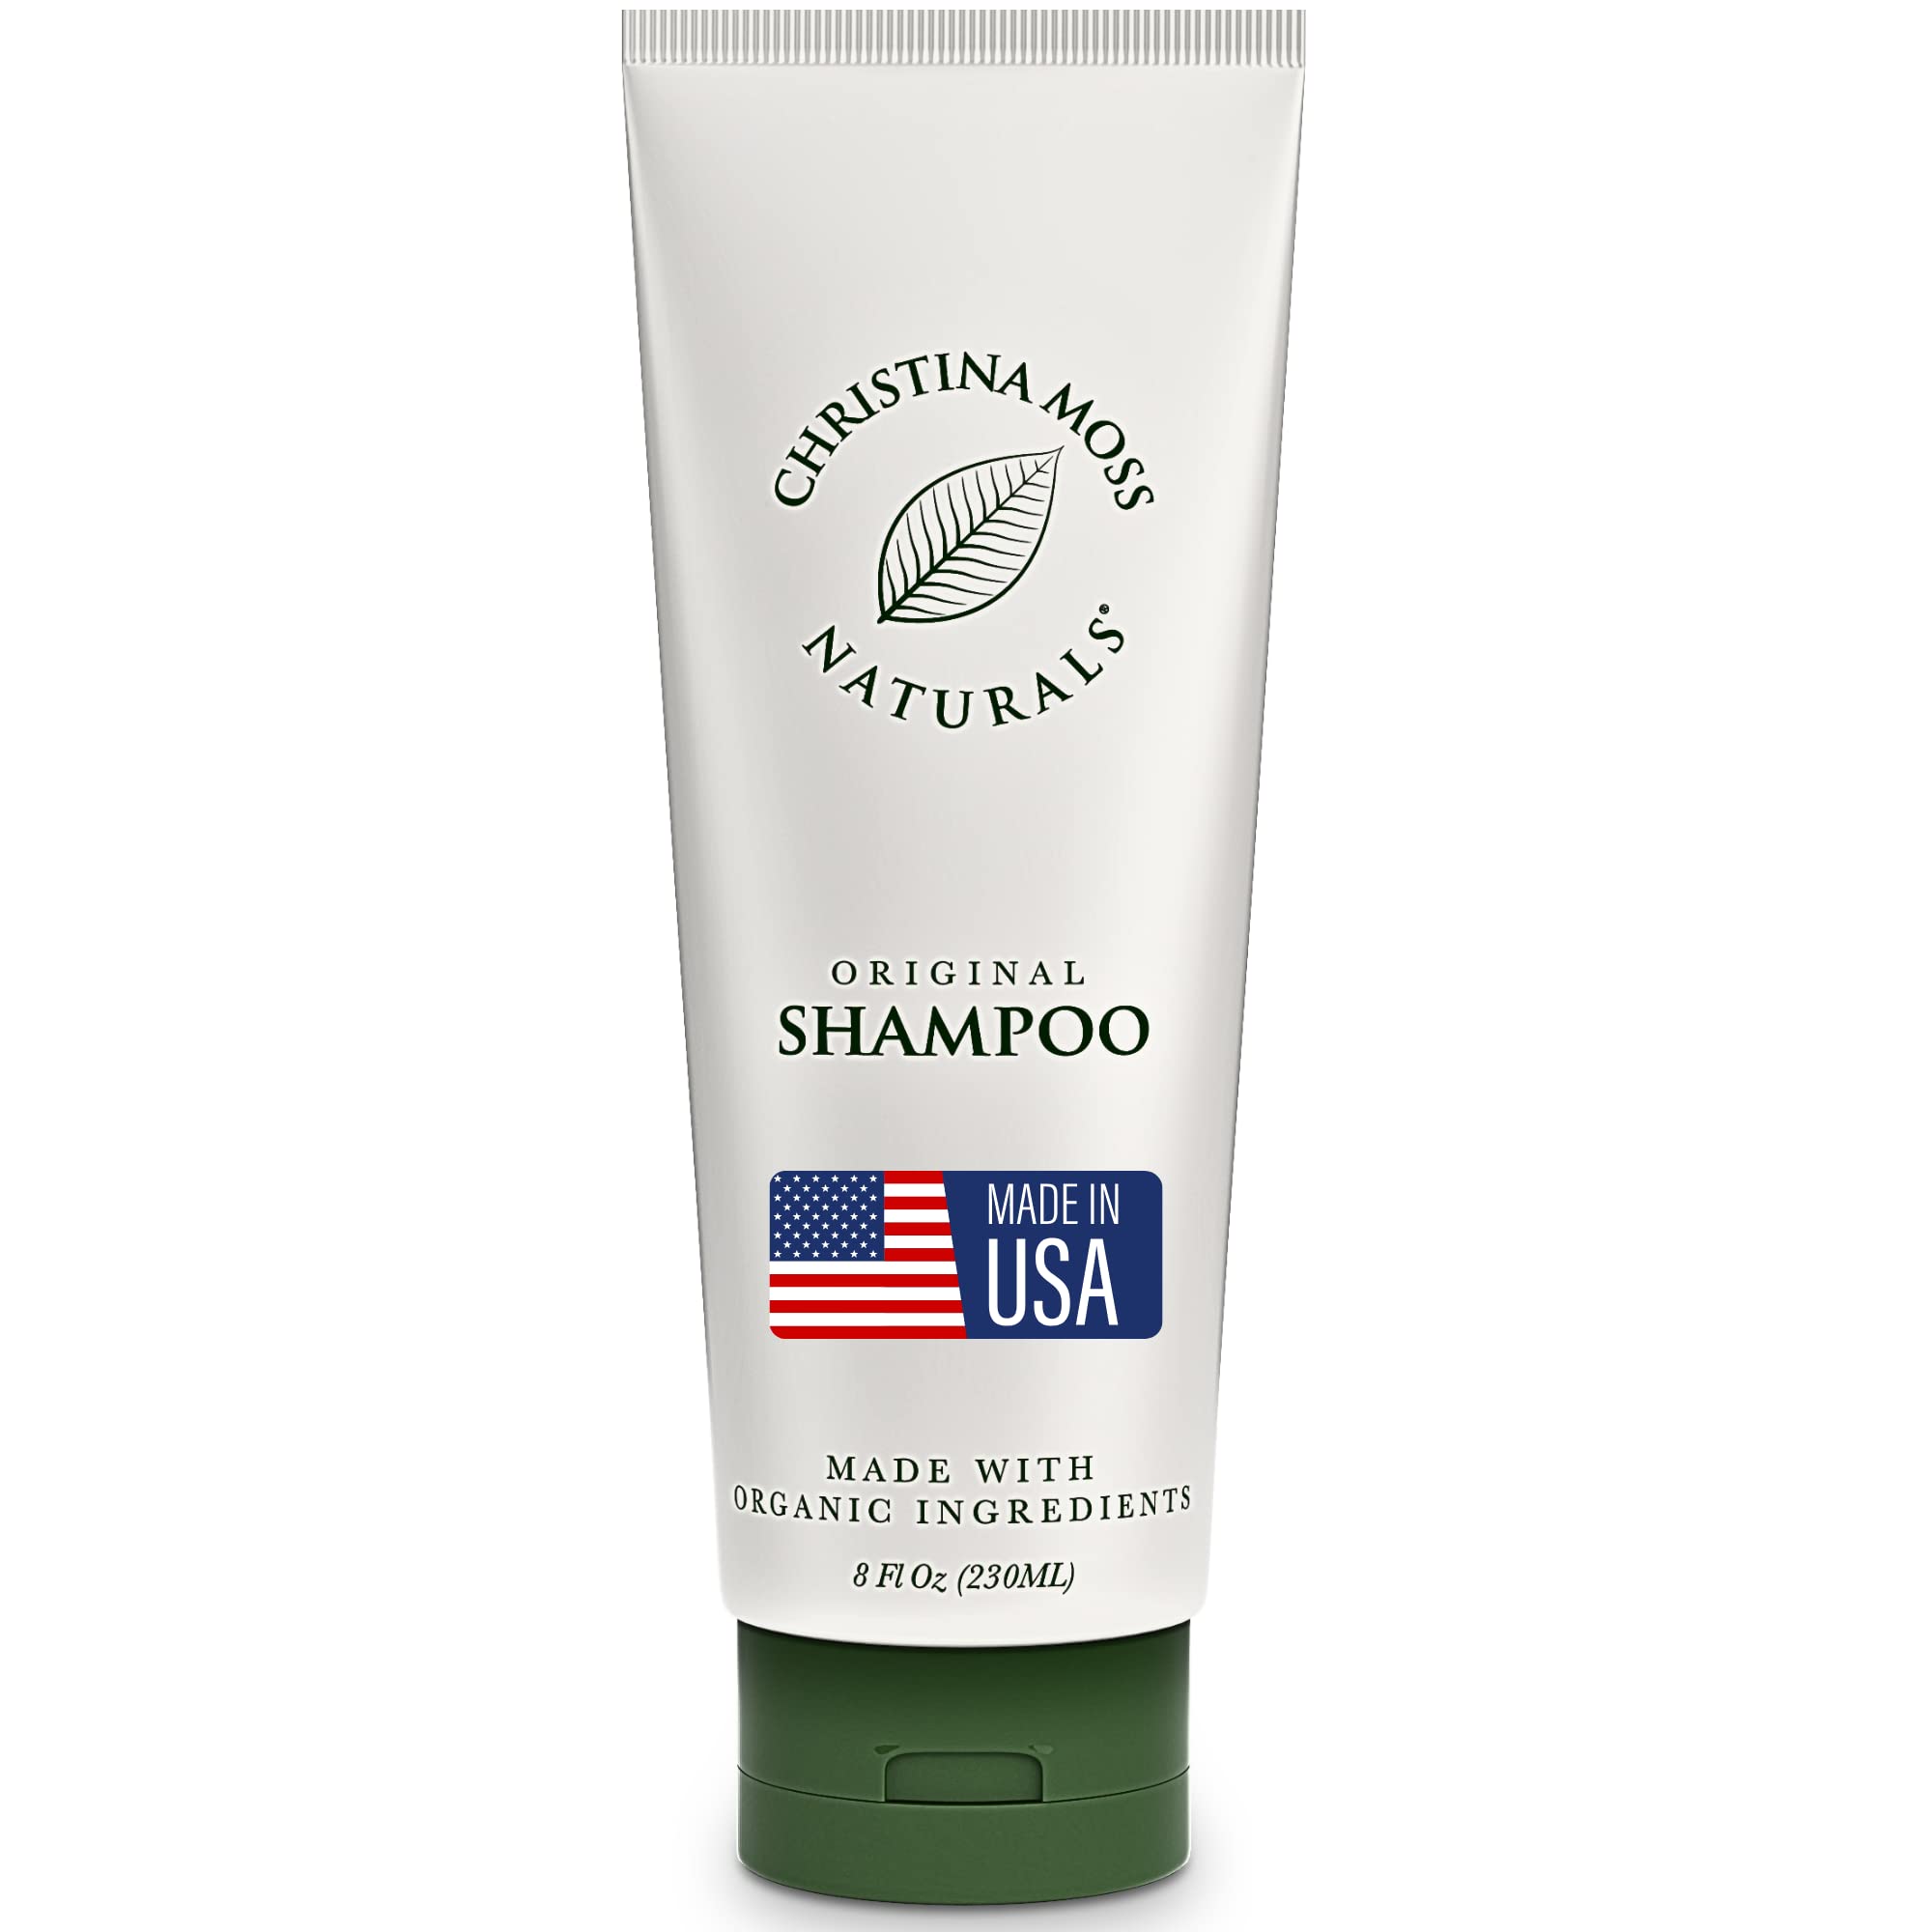 CHRISTINA MOSS
NATURALS®
ORIGINAL
SHAMPOO
MADE IN
USA
MADE WITH
ORGANIC INGREDIENTS
8 Fl Oz (230ML)